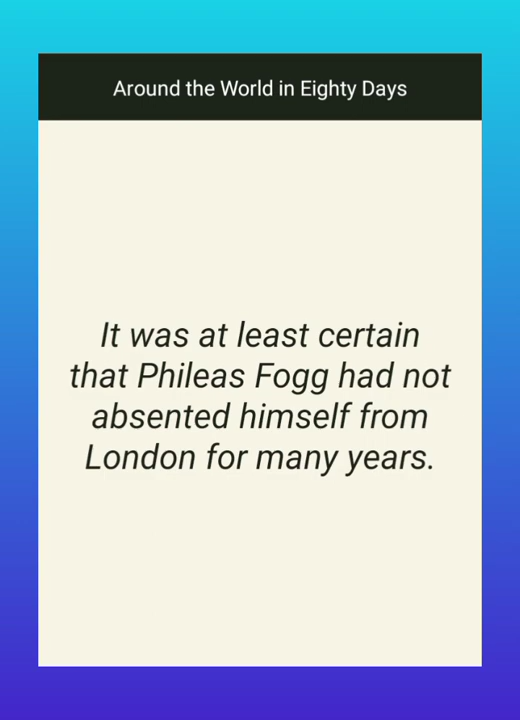 Around the World in Eighty Days
It was at least certain
that Phileas Fogg had not
absented himself from
London for many years.